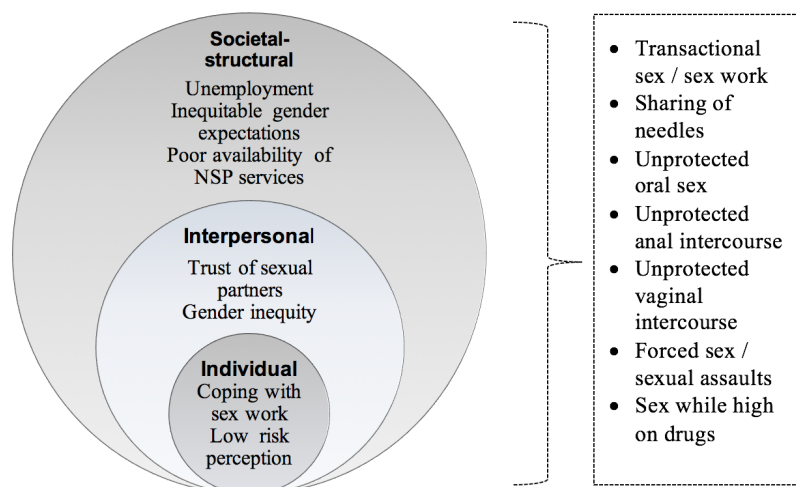 Societal-
structural
Unemployment
Inequitable gender
expectations
Poor availability of
NSP services
Interpersonal
Trust of sexual
partners
Gender inequity
Individual
Coping with
sex work
Low risk
perception
• Transactional
sex / sex work
• Sharing of
needles
• Unprotected
oral sex
• Unprotected
anal intercourse
• Unprotected
vaginal
intercourse
• Forced sex /
sexual assaults
• Sex while high
on drugs